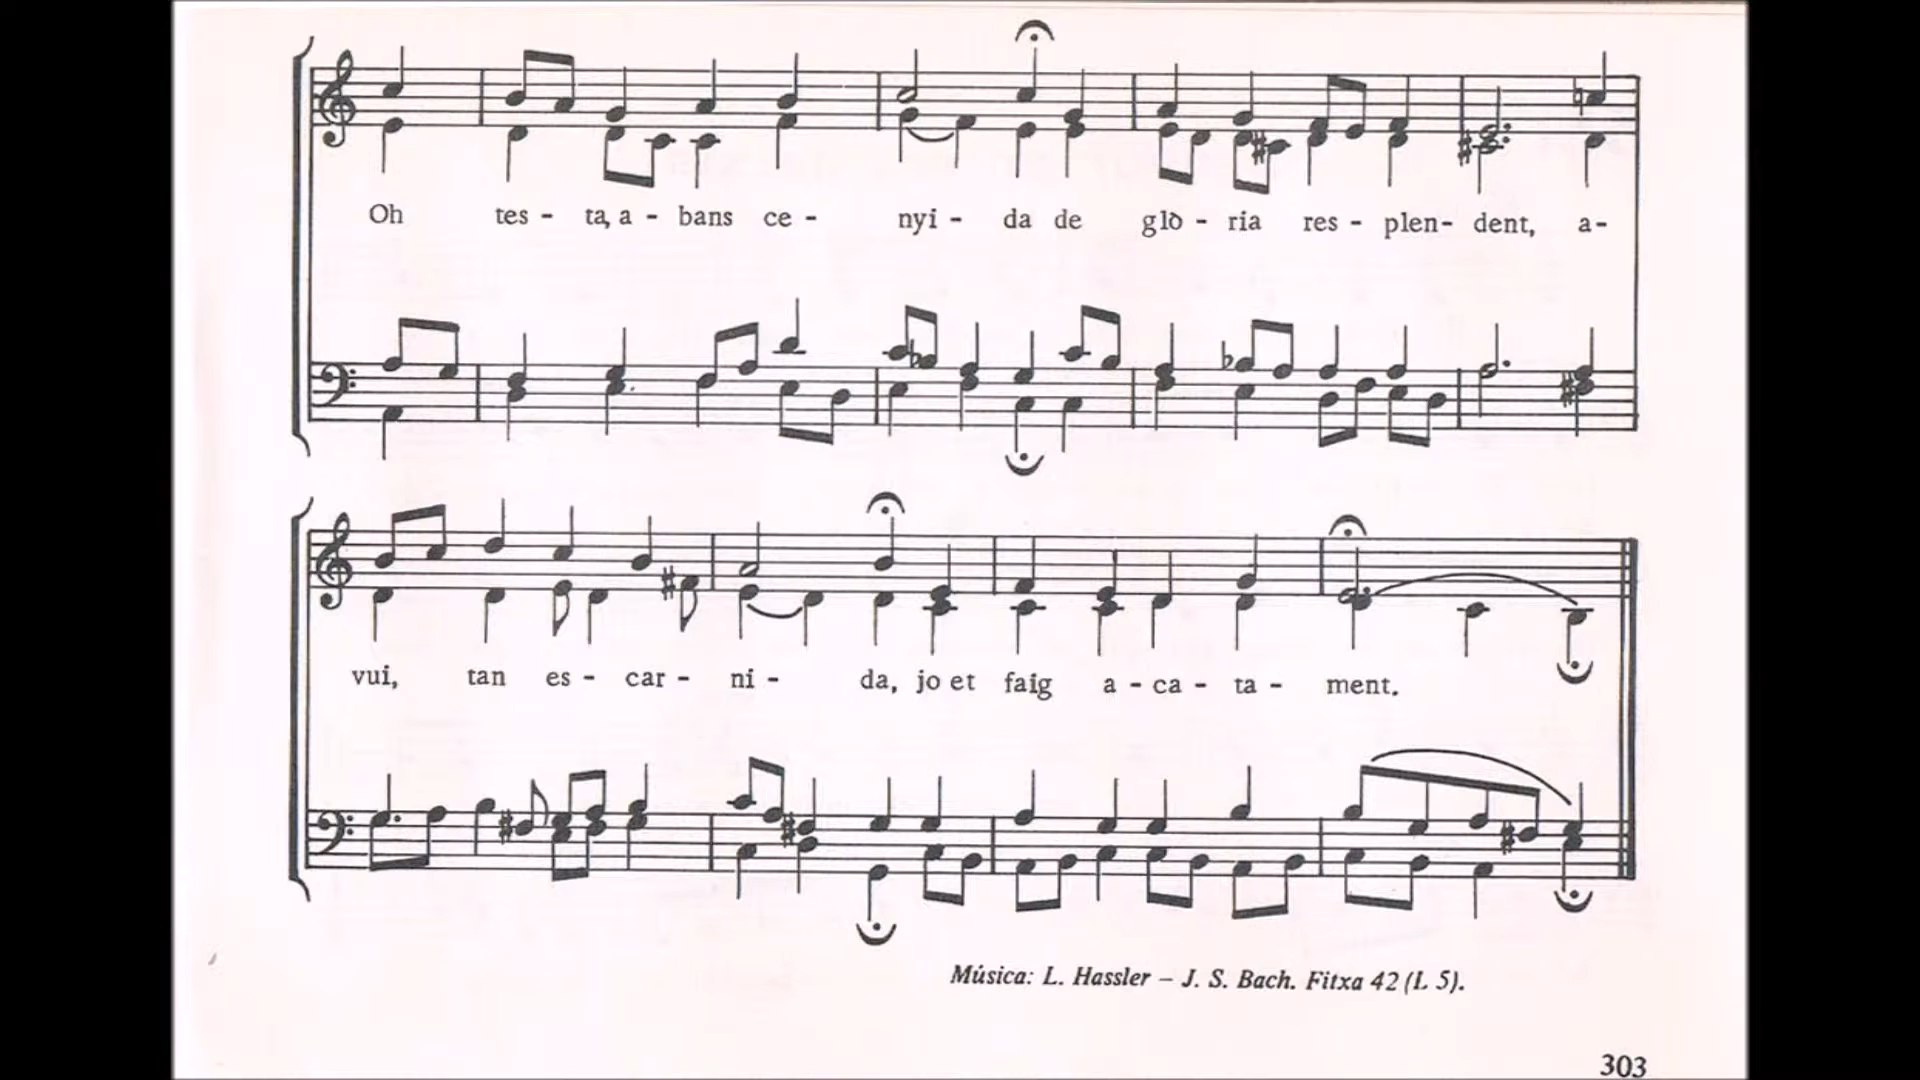 Oh tes - ta, a - bans ce - nyi - da de glò - ria res - plen - dent, a -
vui, tan es - car - ni - da, jo et faig a - ca - ta - ment.
Música: L. Hassler – J. S. Bach. Fitxa 42 (L 5).
303